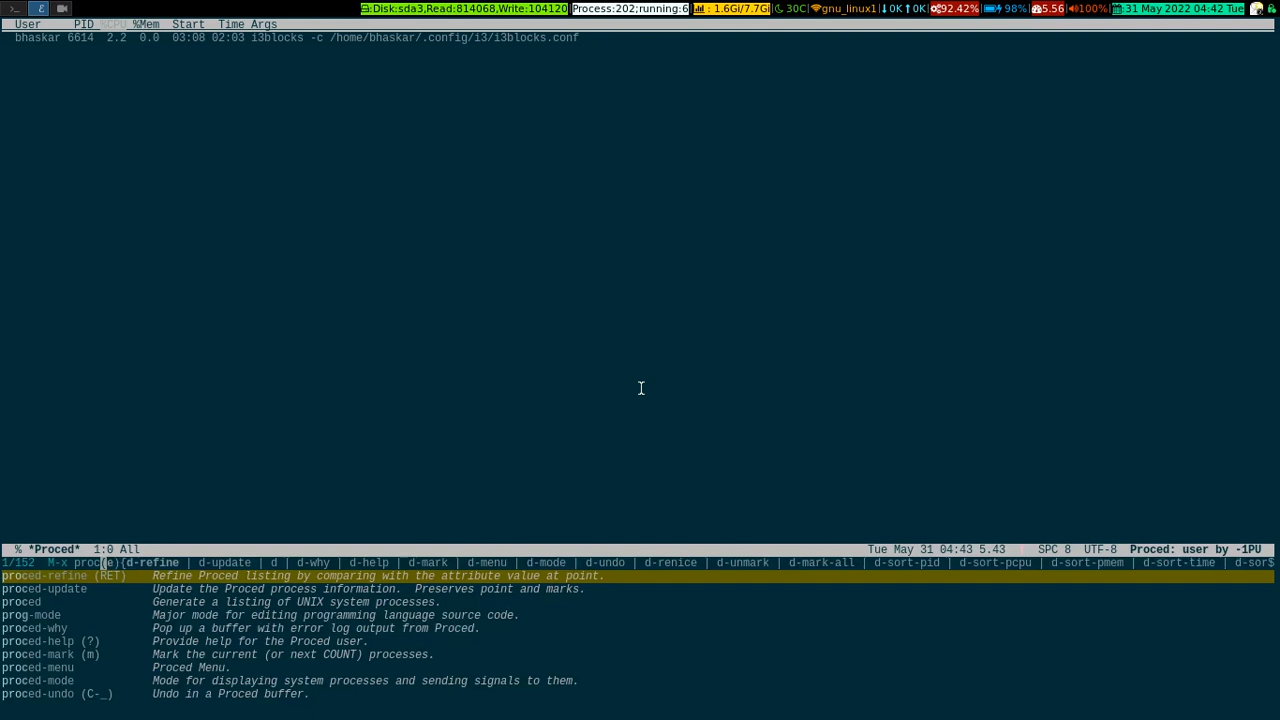 >_ ℰ Disk:sda3,Read:814068,Write:104120 Process:202;running:6 : 1.6Gi/7.7Gi 30C gnu_linux1 ↓0K ↑0K 92.42% 98% 5.56 100% :31 May 2022 04:42 Tue
User PID %CPU %Mem Start Time Args
bhaskar 6614 2.2 0.0 03:08 02:03 i3blocks -c /home/bhaskar/.config/i3/i3blocks.conf
% *Proced* 1:0 All Tue May 31 04:43 5.43 SPC 8 UTF-8 Proced: user by -1PU
1/152 M-x proc(e){d-refine | d-update | d | d-why | d-help | d-mark | d-menu | d-mode | d-undo | d-renice | d-unmark | d-mark-all | d-sort-pid | d-sort-pcpu | d-sort-pmem | d-sort-time | d-sor$
proced-refine (RET) Refine Proced listing by comparing with the attribute value at point.
proced-update Update the Proced process information. Preserves point and marks.
proced Generate a listing of UNIX system processes.
prog-mode Major mode for editing programming language source code.
proced-why Pop up a buffer with error log output from Proced.
proced-help (?) Provide help for the Proced user.
proced-mark (m) Mark the current (or next COUNT) processes.
proced-menu Proced Menu.
proced-mode Mode for displaying system processes and sending signals to them.
proced-undo (C-_) Undo in a Proced buffer.